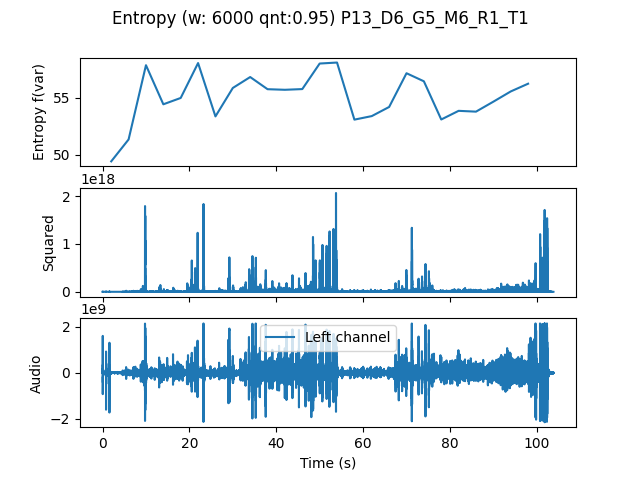 Entropy (w: 6000 qnt:0.95) P13_D6_G5_M6_R1_T1
Entropy f(var)
55
50
1e18
Squared
2
1
0
1e9
Audio
2
0
−2
Left channel
0
20
40
60
80
100
Time (s)